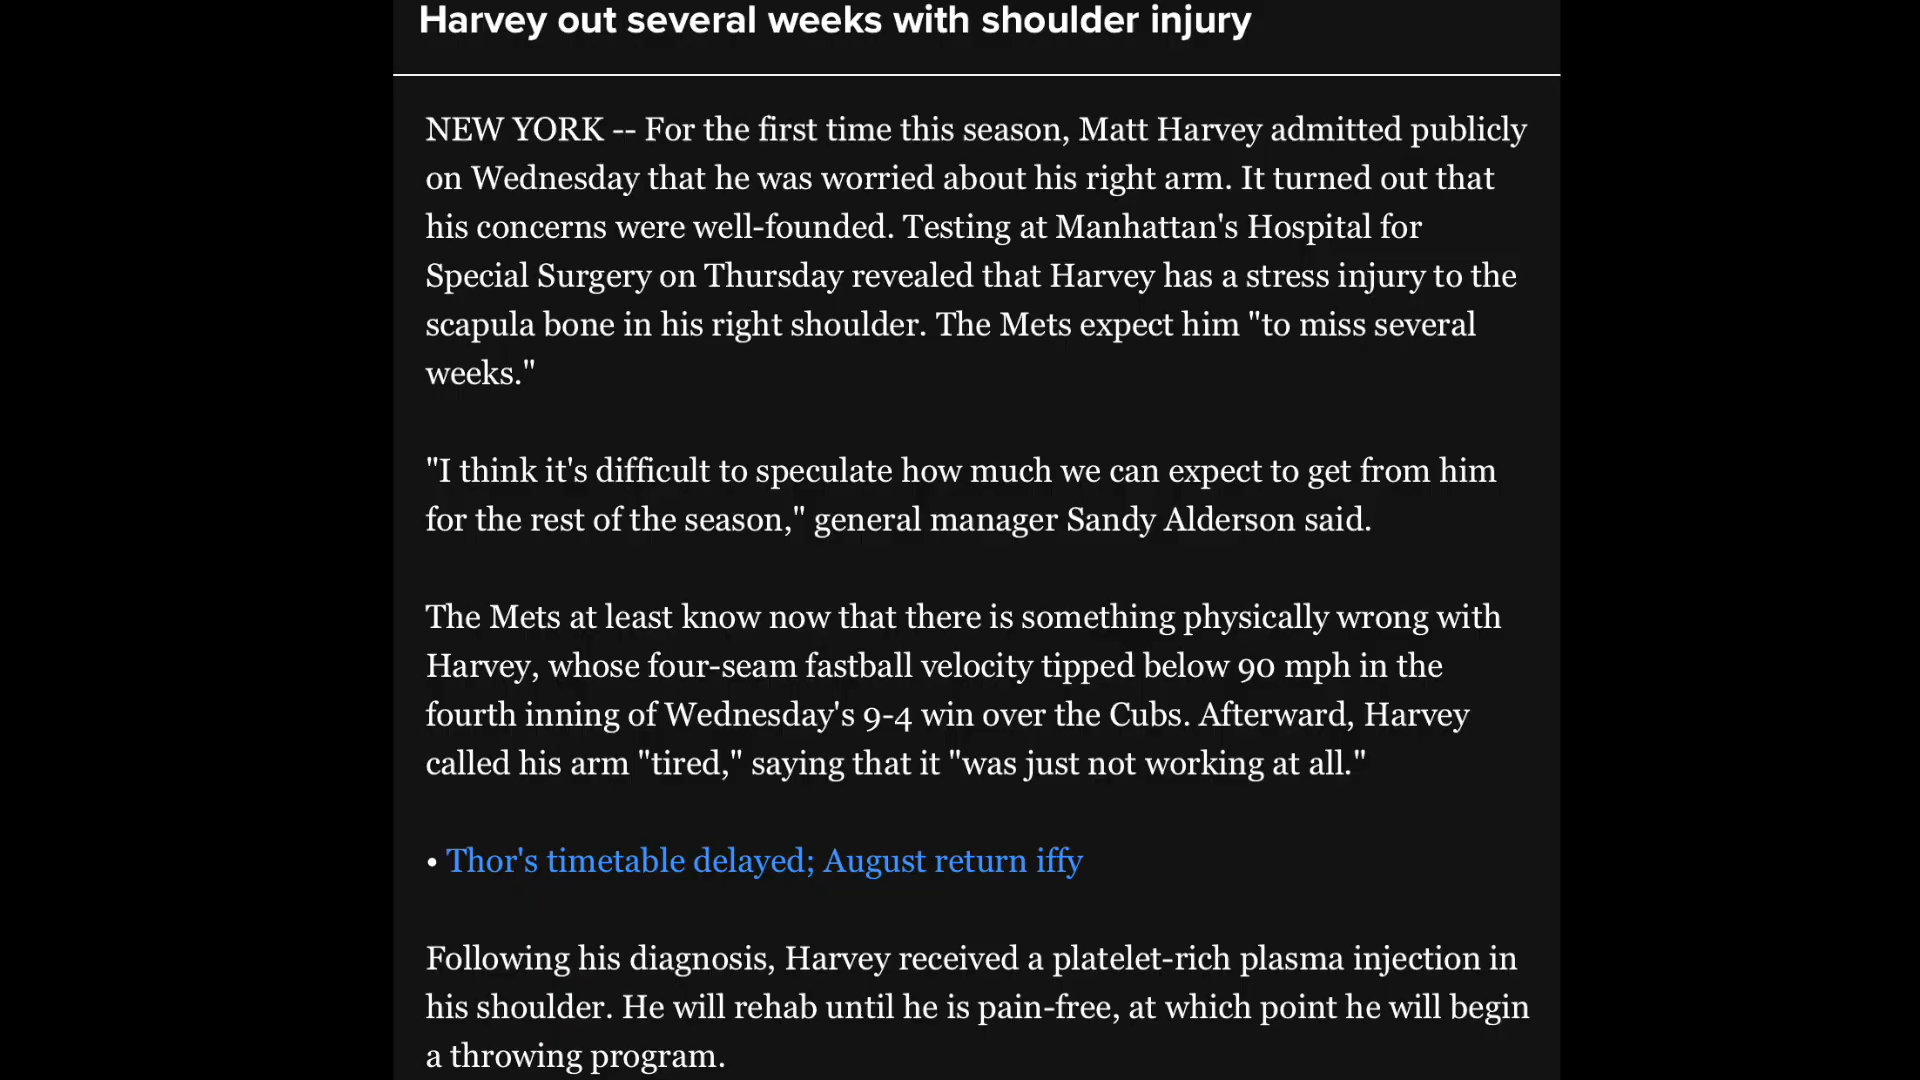 Harvey out several weeks with shoulder injury
NEW YORK -- For the first time this season, Matt Harvey admitted publicly
on Wednesday that he was worried about his right arm. It turned out that
his concerns were well-founded. Testing at Manhattan's Hospital for
Special Surgery on Thursday revealed that Harvey has a stress injury to the
scapula bone in his right shoulder. The Mets expect him "to miss several
weeks."
"I think it's difficult to speculate how much we can expect to get from him
for the rest of the season," general manager Sandy Alderson said.
The Mets at least know now that there is something physically wrong with
Harvey, whose four-seam fastball velocity tipped below 90 mph in the
fourth inning of Wednesday's 9-4 win over the Cubs. Afterward, Harvey
called his arm "tired," saying that it "was just not working at all."
• Thor's timetable delayed; August return iffy
Following his diagnosis, Harvey received a platelet-rich plasma injection in
his shoulder. He will rehab until he is pain-free, at which point he will begin
a throwing program.